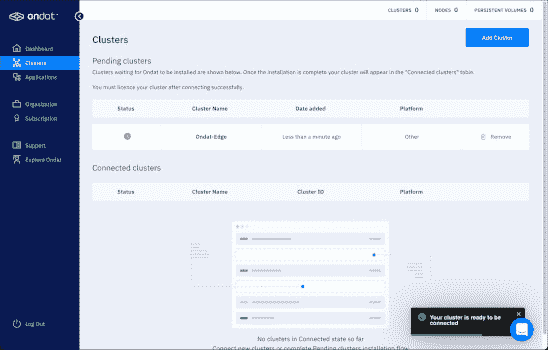 ondat
CLUSTERS 0 NODES 0 PERSISTENT VOLUMES 0
Dashboard
Clusters
Applications
Organization
Subscription
Support
Explore Ondat
Log Out
Clusters
Add Cluster
Pending clusters
Clusters waiting for Ondat to be installed are shown below. Once the installation is complete your cluster will appear in the "Connected clusters" table.
You must licence your cluster after connecting successfully.
Status Cluster Name Date added Platform
Ondat-Edge Less than a minute ago Other Remove
Connected clusters
Status Cluster Name Cluster ID Platform
No clusters in Connected state so far
Connect new clusters or complete Pending clusters installation flow
Your cluster is ready to be
connected